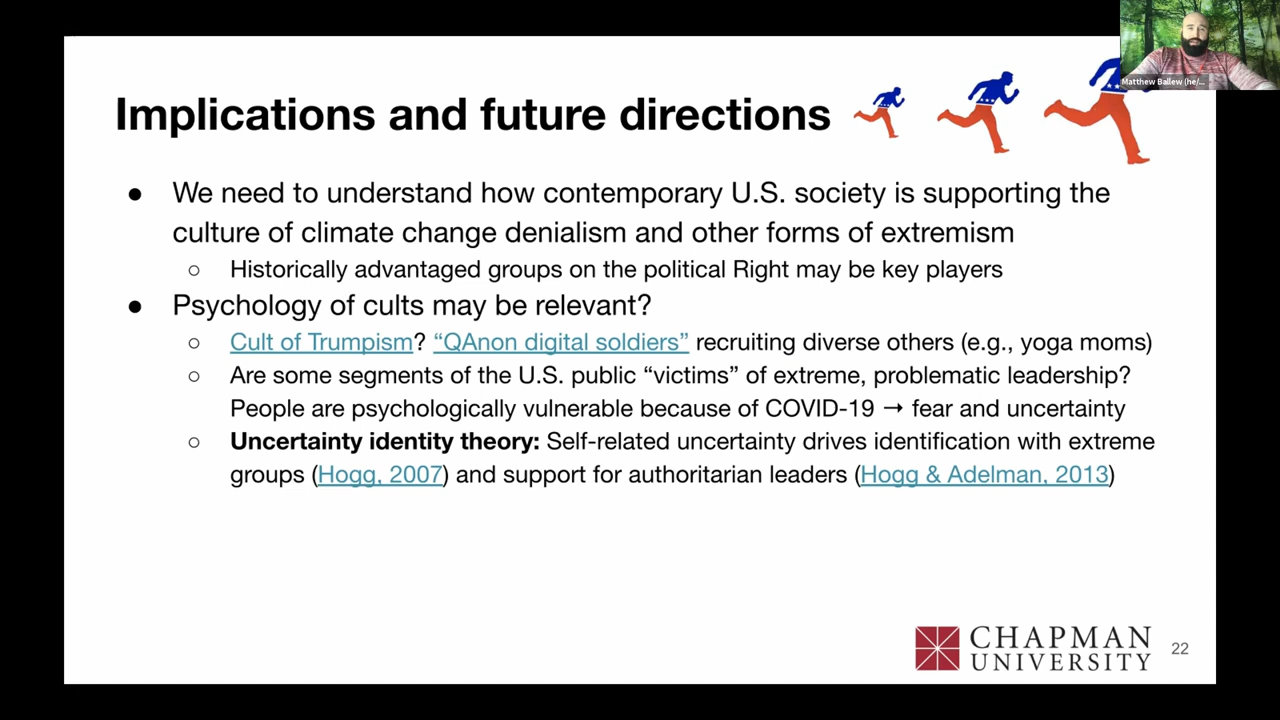 Matthew Ballew (he/...
Implications and future directions
● We need to understand how contemporary U.S. society is supporting the
culture of climate change denialism and other forms of extremism
○ Historically advantaged groups on the political Right may be key players
● Psychology of cults may be relevant?
○ Cult of Trumpism? “QAnon digital soldiers” recruiting diverse others (e.g., yoga moms)
○ Are some segments of the U.S. public “victims” of extreme, problematic leadership?
People are psychologically vulnerable because of COVID-19 → fear and uncertainty
○ Uncertainty identity theory: Self-related uncertainty drives identification with extreme
groups (Hogg, 2007) and support for authoritarian leaders (Hogg & Adelman, 2013)
CHAPMAN
UNIVERSITY
22